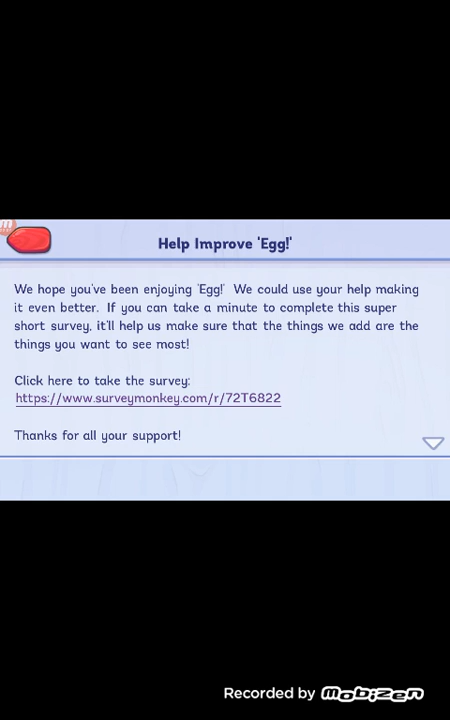 Help Improve 'Egg!'
We hope you've been enjoying 'Egg!' We could use your help making
it even better. If you can take a minute to complete this super
short survey, it'll help us make sure that the things we add are the
things you want to see most!
Click here to take the survey:
https://www.surveymonkey.com/r/72T6822
Thanks for all your support!
Recorded by mobizen